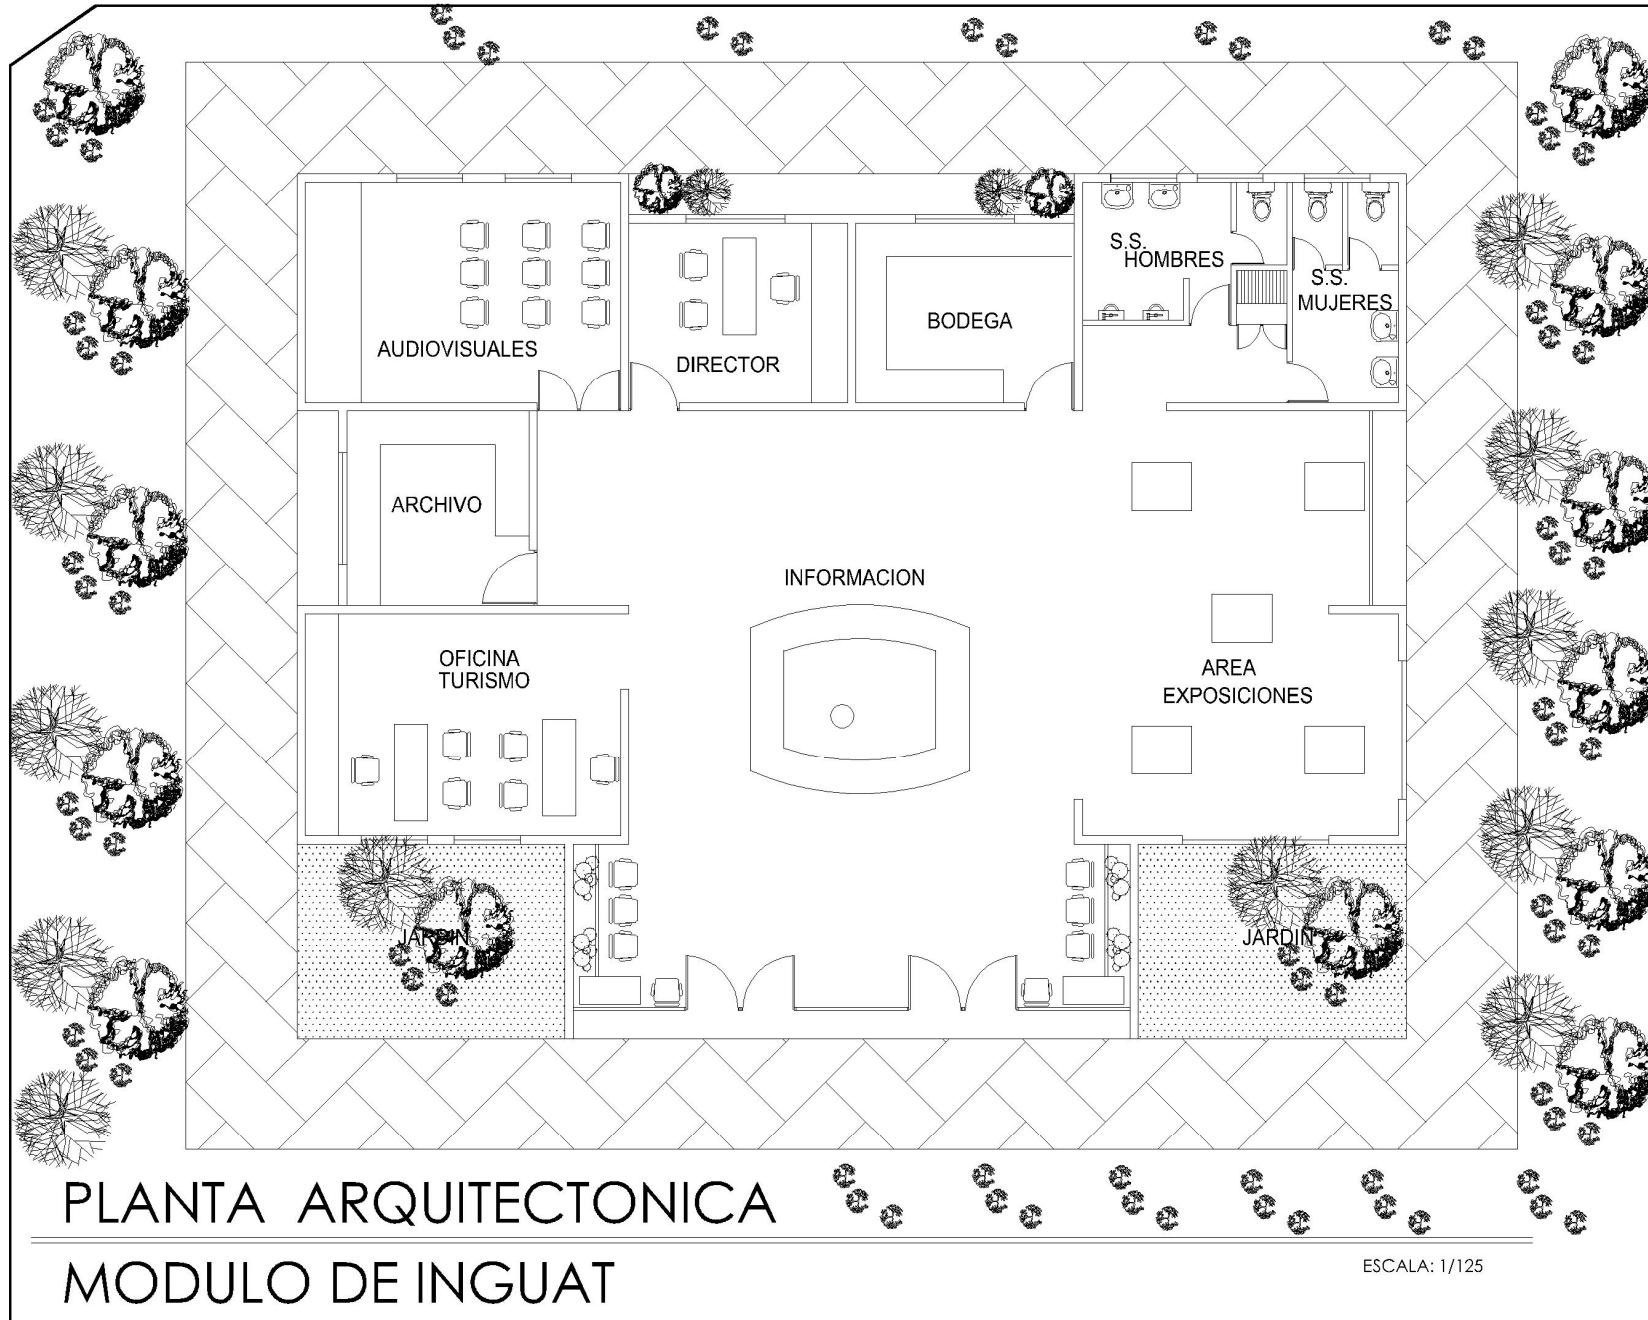 S.S.
HOMBRES
S.S.
MUJERES
BODEGA
AUDIOVISUALES
DIRECTOR
ARCHIVO
INFORMACION
OFICINA
TURISMO
AREA
EXPOSICIONES
JARDIN
JARDIN
PLANTA ARQUITECTONICA
MODULO DE INGUAT
ESCALA: 1/125